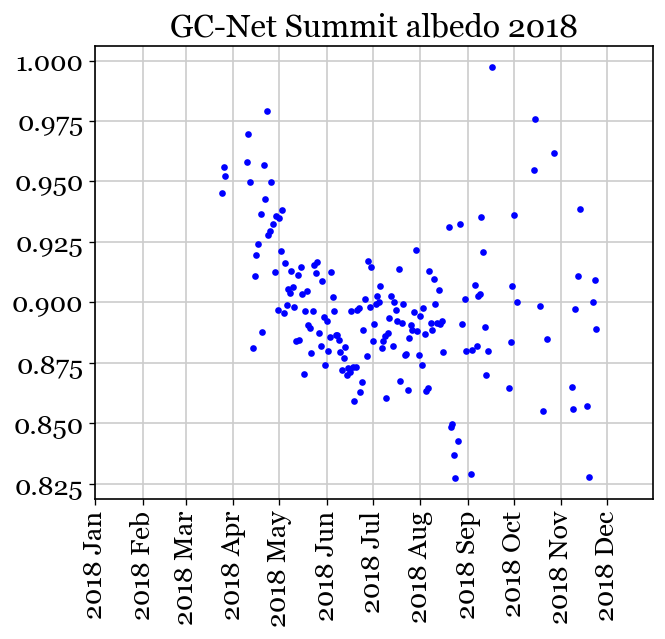 GC-Net Summit albedo 2018
1.000
0.975
0.950
0.925
0.900
0.875
0.850
0.825
2018 Jan
2018 Feb
2018 Mar
2018 Apr
2018 May
2018 Jun
2018 Jul
2018 Aug
2018 Sep
2018 Oct
2018 Nov
2018 Dec